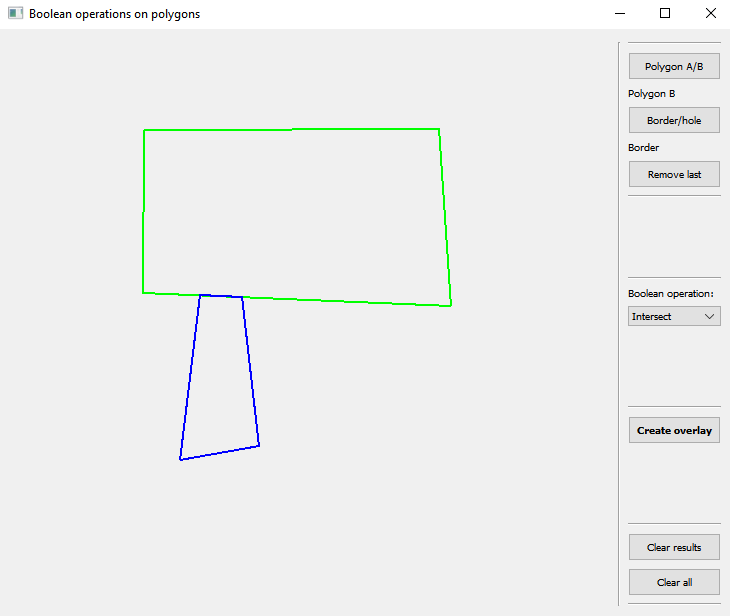 Boolean operations on polygons
Polygon A/B
Polygon B
Border/hole
Border
Remove last
Boolean operation:
Intersect
Create overlay
Clear results
Clear all